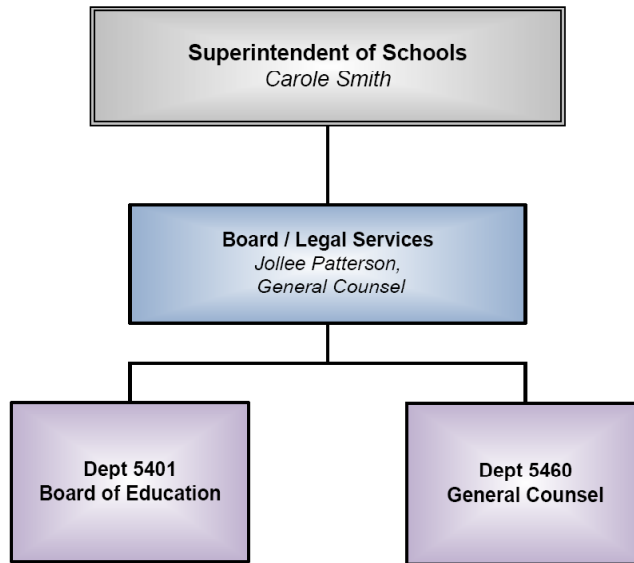 Superintendent of Schools
Carole Smith
Board / Legal Services
Jollee Patterson,
General Counsel
Dept 5401
Board of Education
Dept 5460
General Counsel